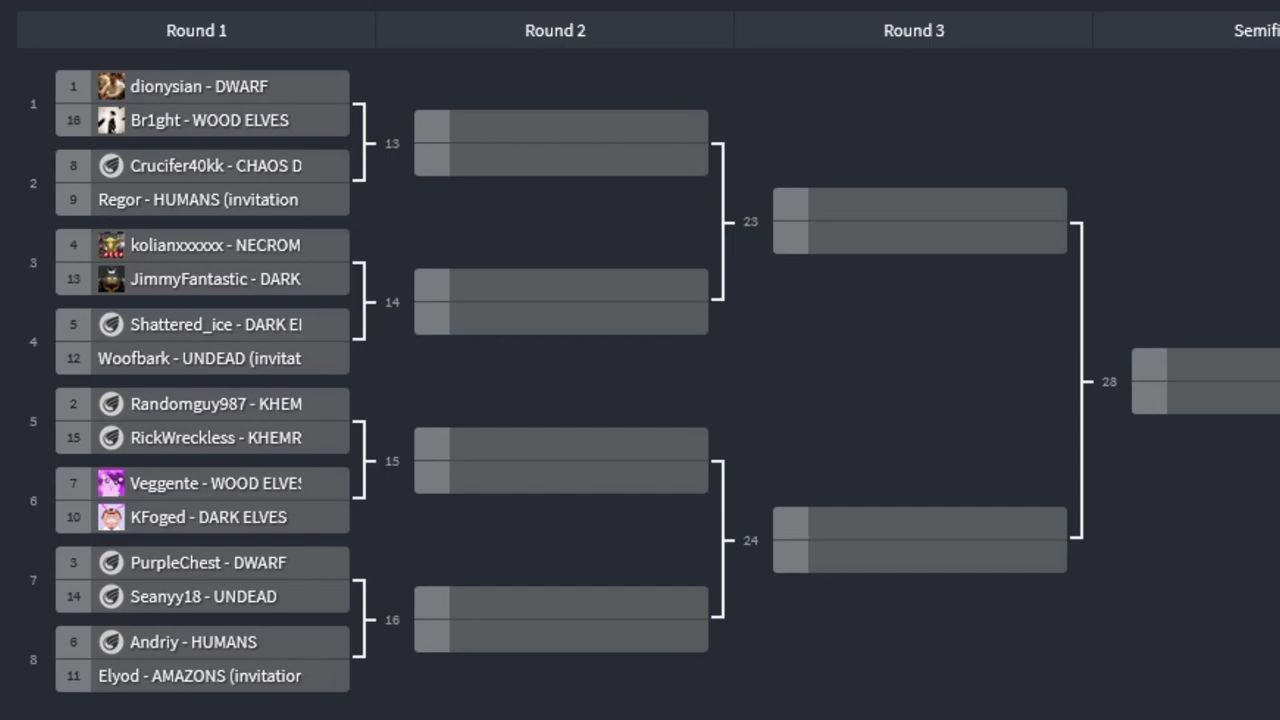 Round 1
Round 2
Round 3
Semifi
1
1 dionysian - DWARF
16 Br1ght - WOOD ELVES
2
8 Crucifer40kk - CHAOS D
9 Regor - HUMANS (invitation
3
4 kolianxxxxxx - NECROM
13 JimmyFantastic - DARK
4
5 Shattered_ice - DARK El
12 Woofbark - UNDEAD (invitat
5
2 Randomguy987 - KHEM
15 RickWreckless - KHEMR
6
7 Veggente - WOOD ELVES
10 KFoged - DARK ELVES
7
3 PurpleChest - DWARF
14 Seanyy18 - UNDEAD
8
6 Andriy - HUMANS
11 Elyod - AMAZONS (invitation
13
14
15
16
23
24
28